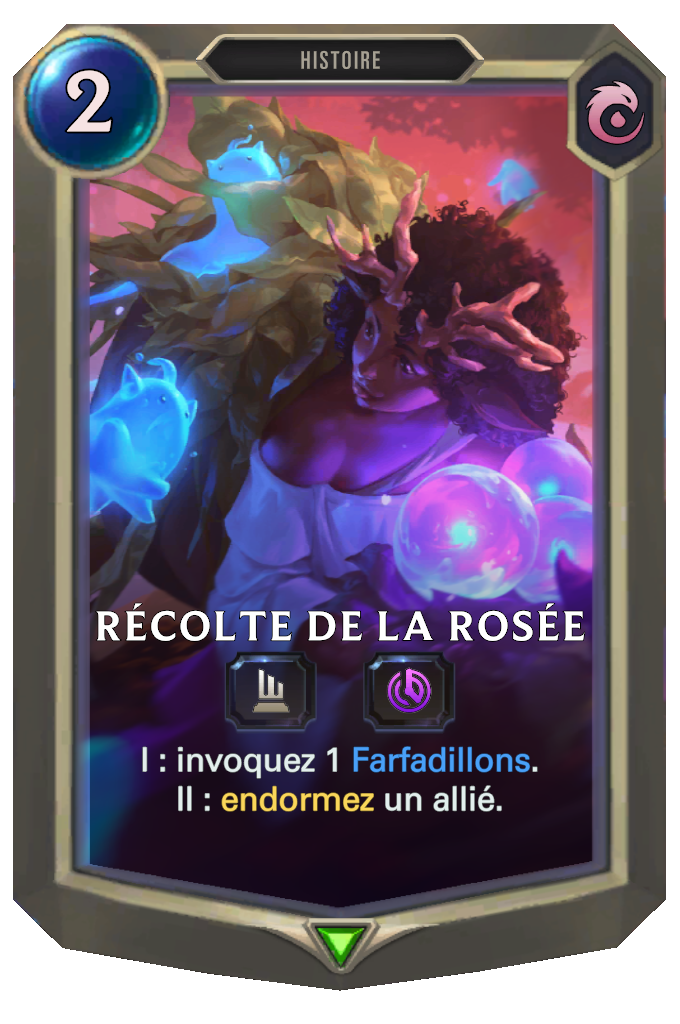 HISTOIRE
2
RÉCOLTE DE LA ROSÉE
I : invoquez 1 Farfadillons.
II : endormez un allié.